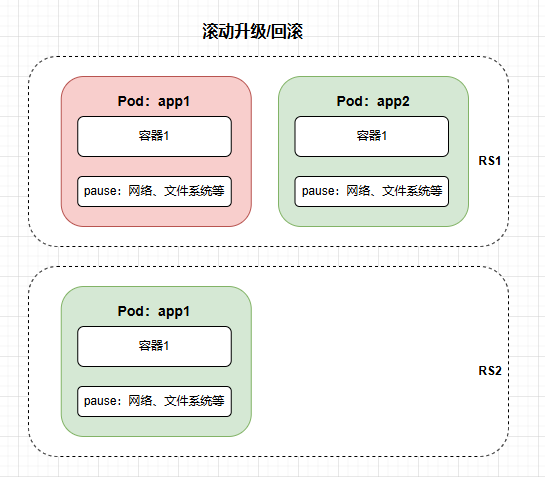 滚动升级/回滚
Pod：app1
容器1
pause：网络、文件系统等
Pod：app2
容器1
pause：网络、文件系统等
RS1
Pod：app1
容器1
pause：网络、文件系统等
RS2